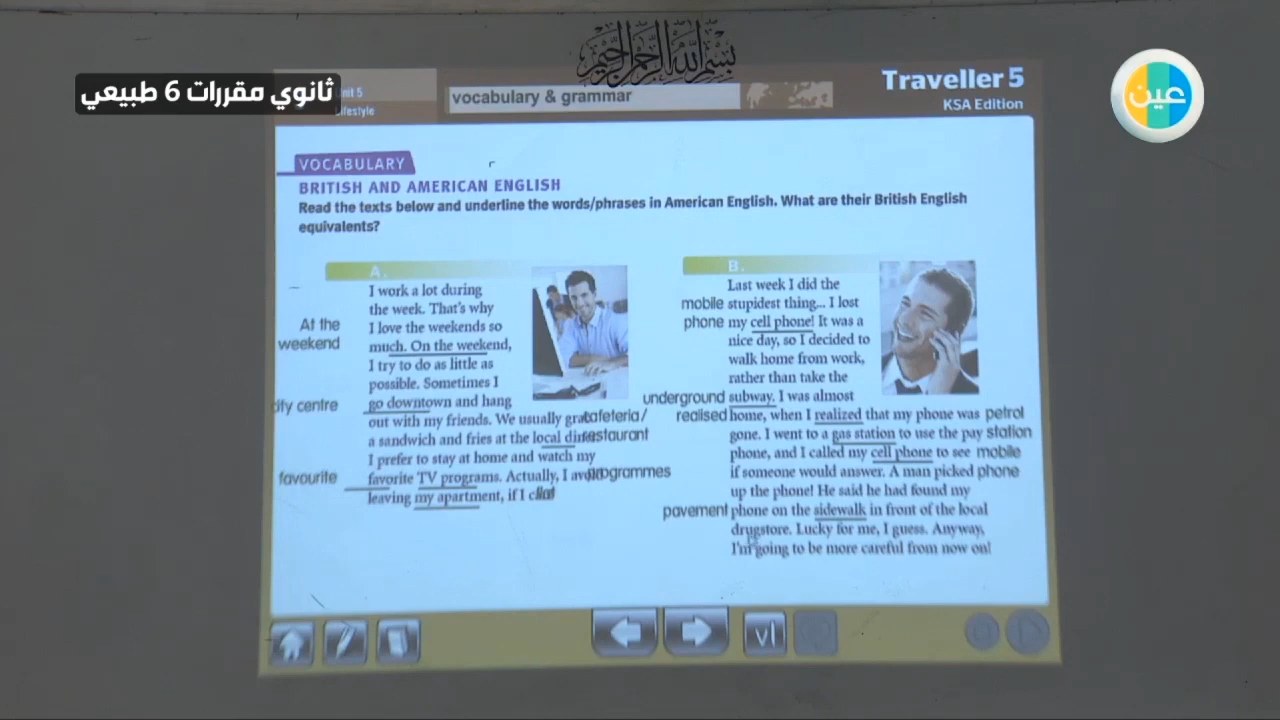 بسم الله الرحمن الرحيم
ثانوي مقررات 6 طبيعي
عين
Unit 5
Lifestyle
vocabulary & grammar
Traveller 5
KSA Edition
VOCABULARY
BRITISH AND AMERICAN ENGLISH
Read the texts below and underline the words/phrases in American English. What are their British English
equivalents?
A.
I work a lot during
the week. That's why
I love the weekends so
much. On the weekend,
I try to do as little as
possible. Sometimes I
go downtown and hang
out with my friends. We usually
a sandwich and fries at the local
I prefer to stay at home and watch my
favorite TV programs. Actually, I
leaving my apartment, if I
At the
weekend
city centre
favourite
cafeteria/
restaurant
programmes
flat
B.
Last week I did the
stupidest thing... I lost
my cell phone! It was a
nice day, so I decided to
walk home from work,
rather than take the
subway. I was almost
home, when I realized that my phone was
gone. I went to a gas station to use the pay
phone, and I called my cell phone to see
if someone would answer. A man picked
up the phone! He said he had found my
phone on the sidewalk in front of the local
drugstore. Lucky for me, I guess. Anyway,
I'm going to be more careful from now on!
mobile
phone
underground
realised
pavement
petrol
station
mobile
phone